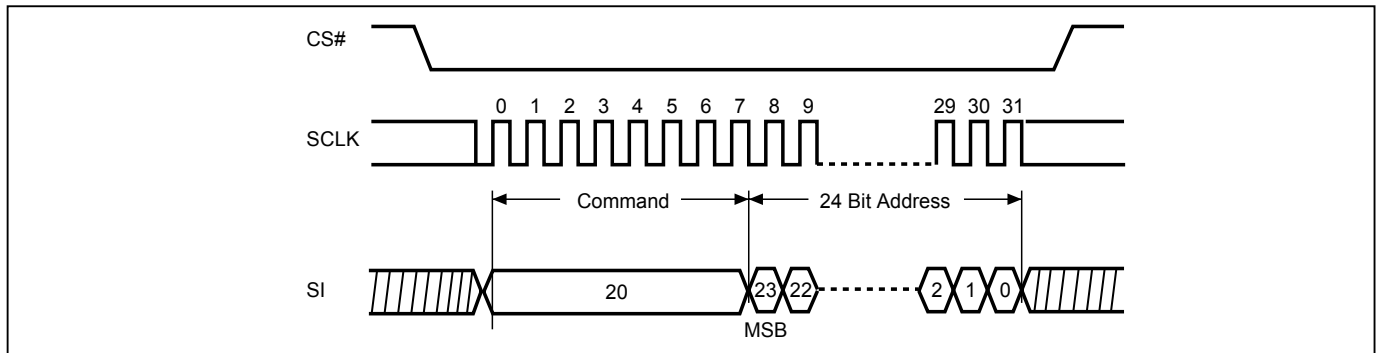 CS#
0 1 2 3 4 5 6 7 8 9 29 30 31
SCLK
Command 24 Bit Address
SI 20 23 22 2 1 0
MSB